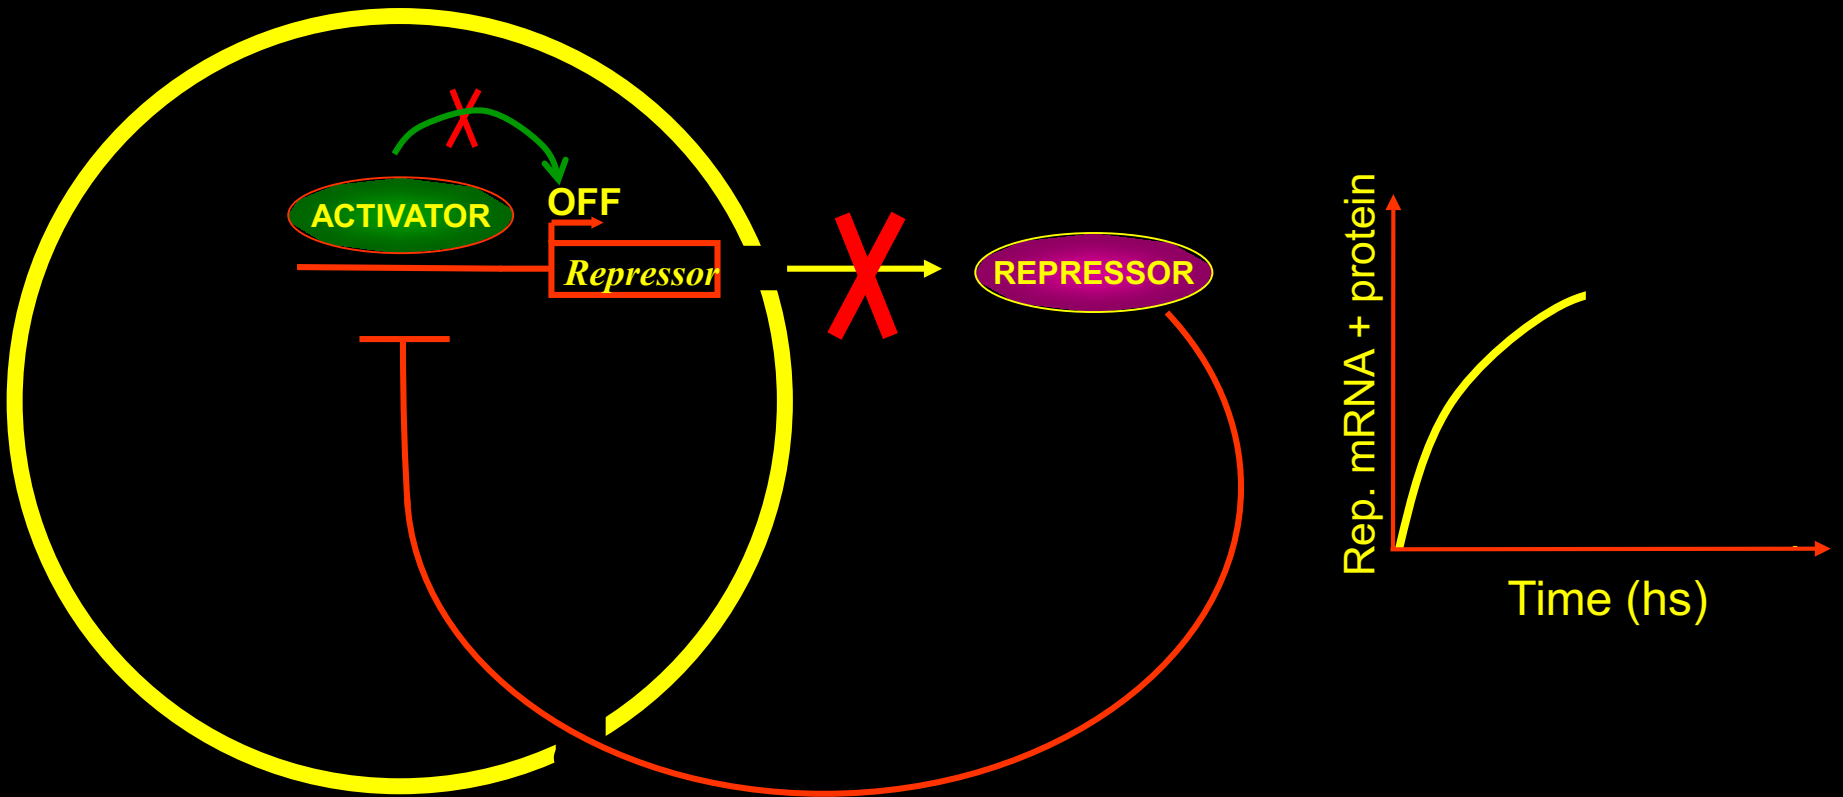 OFF
ACTIVATOR
Repressor
REPRESSOR
Rep. mRNA + protein
Time (hs)